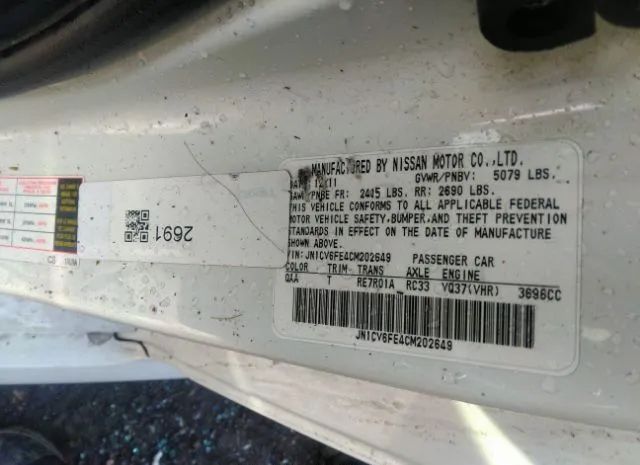 MANUFACTURED BY NISSAN MOTOR CO.,LTD.
12/11 GVWR/PNBV: 5079 LBS.
GAWR/PNBE FR: 2445 LBS. RR: 2690 LBS.
THIS VEHICLE CONFORMS TO ALL APPLICABLE FEDERAL
MOTOR VEHICLE SAFETY,BUMPER,AND THEFT PREVENTION
STANDARDS IN EFFECT ON THE DATE OF MANUFACTURE
SHOWN ABOVE.
VIN: JN1CV6FE4CM202649 PASSENGER CAR
COLOR TRIM TRANS AXLE ENGINE
QAA T RE7R01A RC33 VQ37(VHR) 3696CC
JN1CV6FE4CM202649
2691